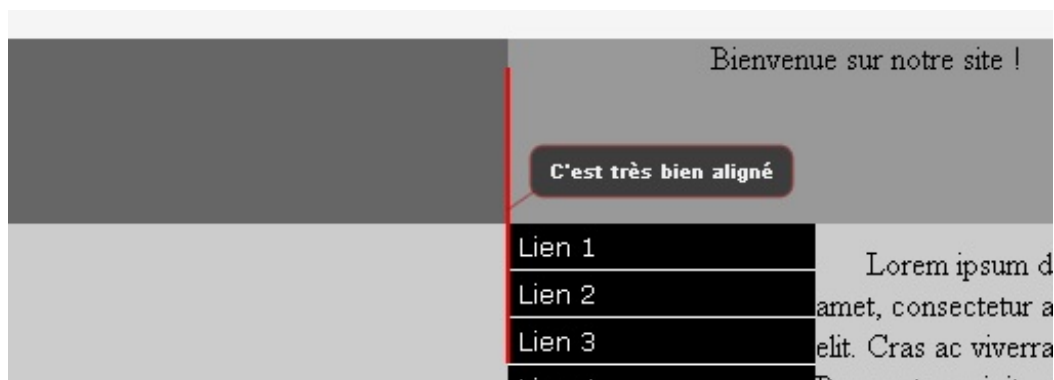 Bienvenue sur notre site !
C'est très bien aligné
Lien 1
Lien 2
Lien 3
Lorem ipsum d
amet, consectetur a
elit. Cras ac viverra